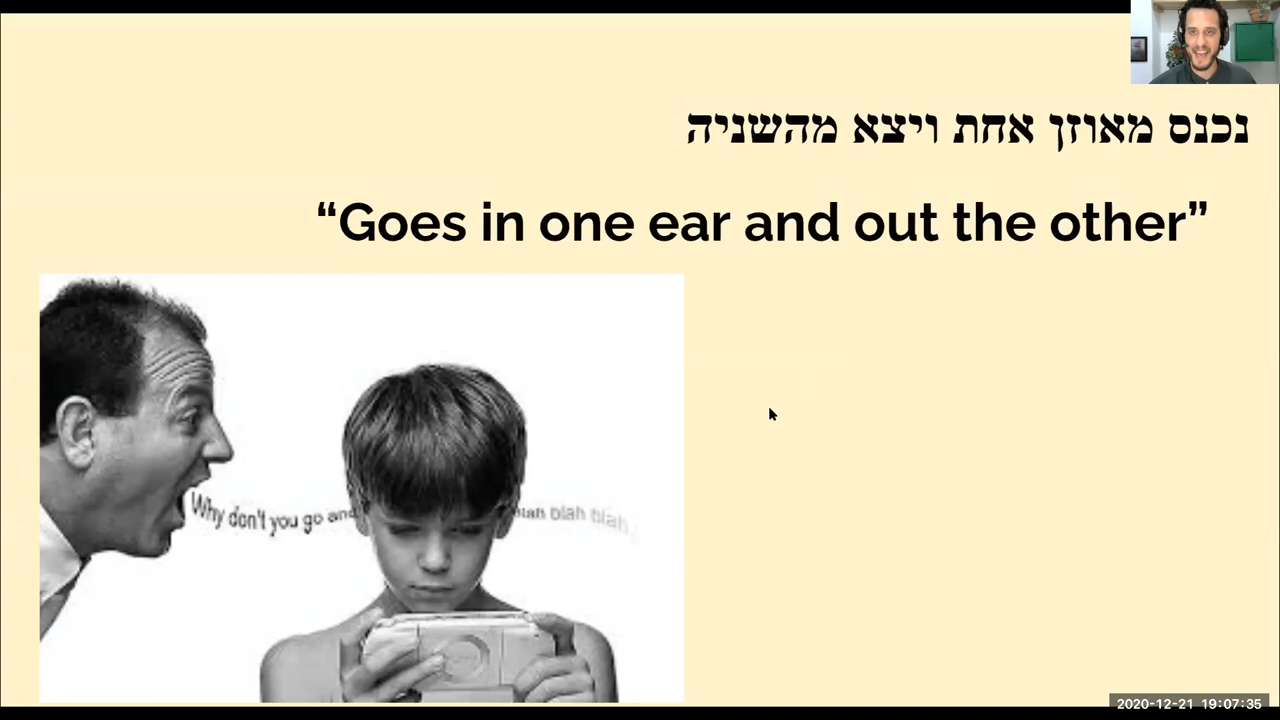 נכנס מאוזן אחת ויצא מהשניה
“Goes in one ear and out the other”
Why don't you go and
blah blah
2020-12-21 19:07:35